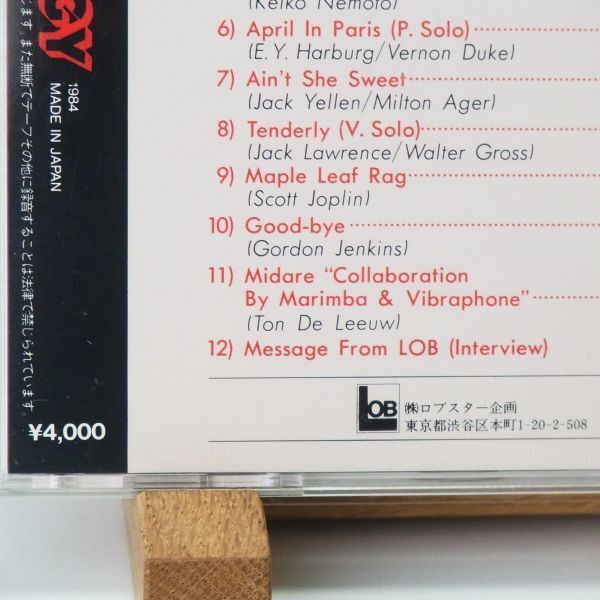 (Keiko Nemoto)
6) April In Paris (P. Solo)
(E. Y. Harburg/Vernon Duke)
7) Ain't She Sweet
(Jack Yellen/Milton Ager)
8) Tenderly (V. Solo)
(Jack Lawrence/Walter Gross)
9) Maple Leaf Rag
(Scott Joplin)
10) Good-bye
(Gordon Jenkins)
11) Midare “Collaboration
By Marimba & Vibraphone”
(Ton De Leeuw)
12) Message From LOB (Interview)
LOB
㈱ロブスター企画
東京都渋谷区本町1-20-2-508
GY
1984
MADE IN JAPAN
じます。また無断でテープその他に録音することは法律で禁じられています。
¥4,000